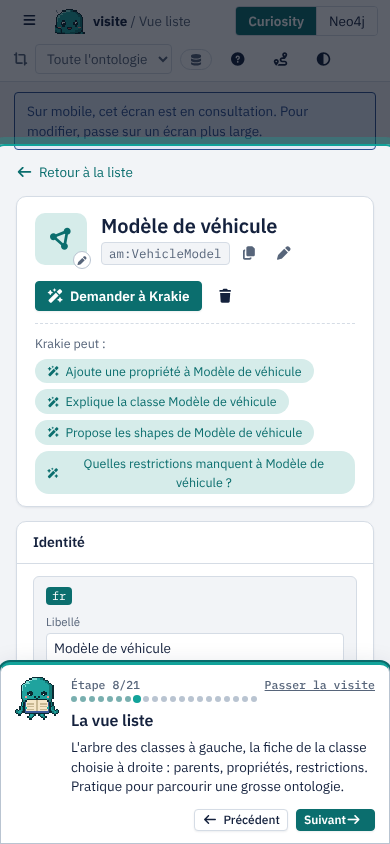 visite / Vue liste
Curiosity
Neo4j
Toute l'ontologie
Sur mobile, cet écran est en consultation. Pour
modifier, passe sur un écran plus large.
Retour à la liste
Modèle de véhicule
am:VehicleModel
Demander à Krakie
Krakie peut :
Ajoute une propriété à Modèle de véhicule
Explique la classe Modèle de véhicule
Propose les shapes de Modèle de véhicule
Quelles restrictions manquent à Modèle de
véhicule ?
Identité
fr
Libellé
Modèle de véhicule
Étape 8/21
Passer la visite
La vue liste
L'arbre des classes à gauche, la fiche de la classe
choisie à droite : parents, propriétés, restrictions.
Pratique pour parcourir une grosse ontologie.
Précédent
Suivant